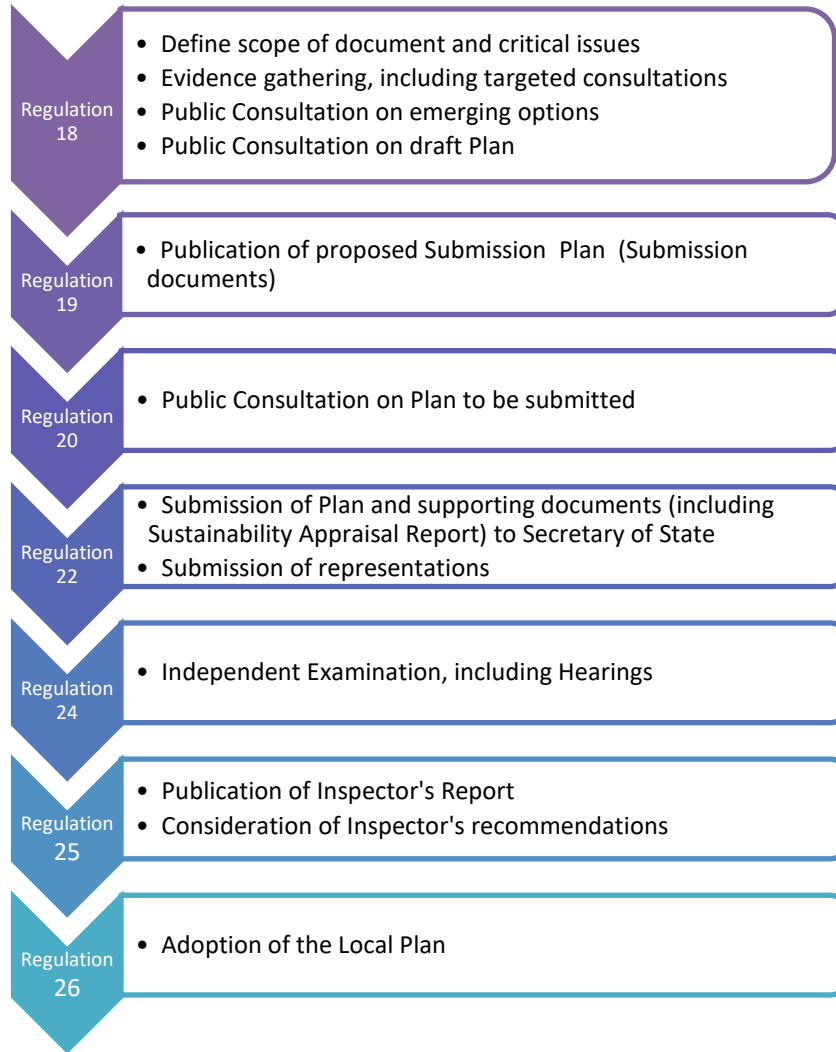 Regulation
18
• Define scope of document and critical issues
• Evidence gathering, including targeted consultations
• Public Consultation on emerging options
• Public Consultation on draft Plan
Regulation
19
• Publication of proposed Submission Plan (Submission
documents)
Regulation
20
• Public Consultation on Plan to be submitted
Regulation
22
• Submission of Plan and supporting documents (including
Sustainability Appraisal Report) to Secretary of State
• Submission of representations
Regulation
24
• Independent Examination, including Hearings
Regulation
25
• Publication of Inspector's Report
• Consideration of Inspector's recommendations
Regulation
26
• Adoption of the Local Plan